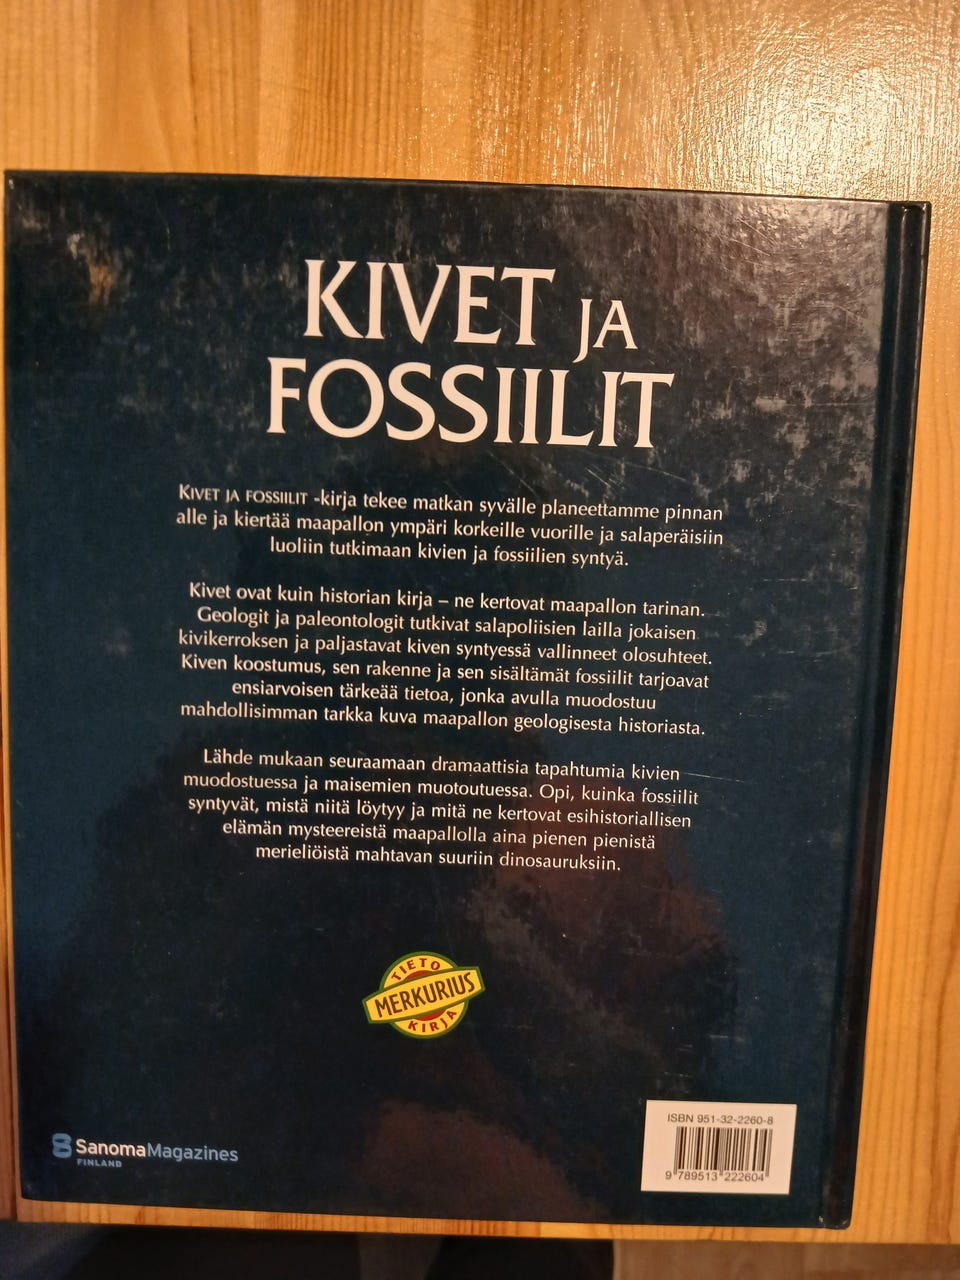 KIVET JA
FOSSIILIT
KIVET JA FOSSIILIT -kirja tekee matkan syvälle planeettamme pinnan
alle ja kiertää maapallon ympäri korkeille vuorille ja salaperäisiin
luoliin tutkimaan kivien ja fossiilien syntyä.
Kivet ovat kuin historian kirja – ne kertovat maapallon tarinan.
Geologit ja paleontologit tutkivat salapoliisien lailla jokaisen
kivikerroksen ja paljastavat kiven syntyessä vallinneet olosuhteet.
Kiven koostumus, sen rakenne ja sen sisältämät fossiilit tarjoavat
ensiarvoisen tärkeää tietoa, jonka avulla muodostuu
mahdollisimman tarkka kuva maapallon geologisesta historiasta.
Lähde mukaan seuraamaan dramaattisia tapahtumia kivien
muodostuessa ja maisemien muotoutuessa. Opi, kuinka fossiilit
syntyvät, mistä niitä löytyy ja mitä ne kertovat esihistoriallisen
elämän mysteereistä maapallolla aina pienen pienistä
merieliöistä mahtavan suuriin dinosauruksiin.
TIETO
MERKURIUS
KIRJA
SanomaMagazines
FINLAND
ISBN 951-32-2260-8
9 789513 222604